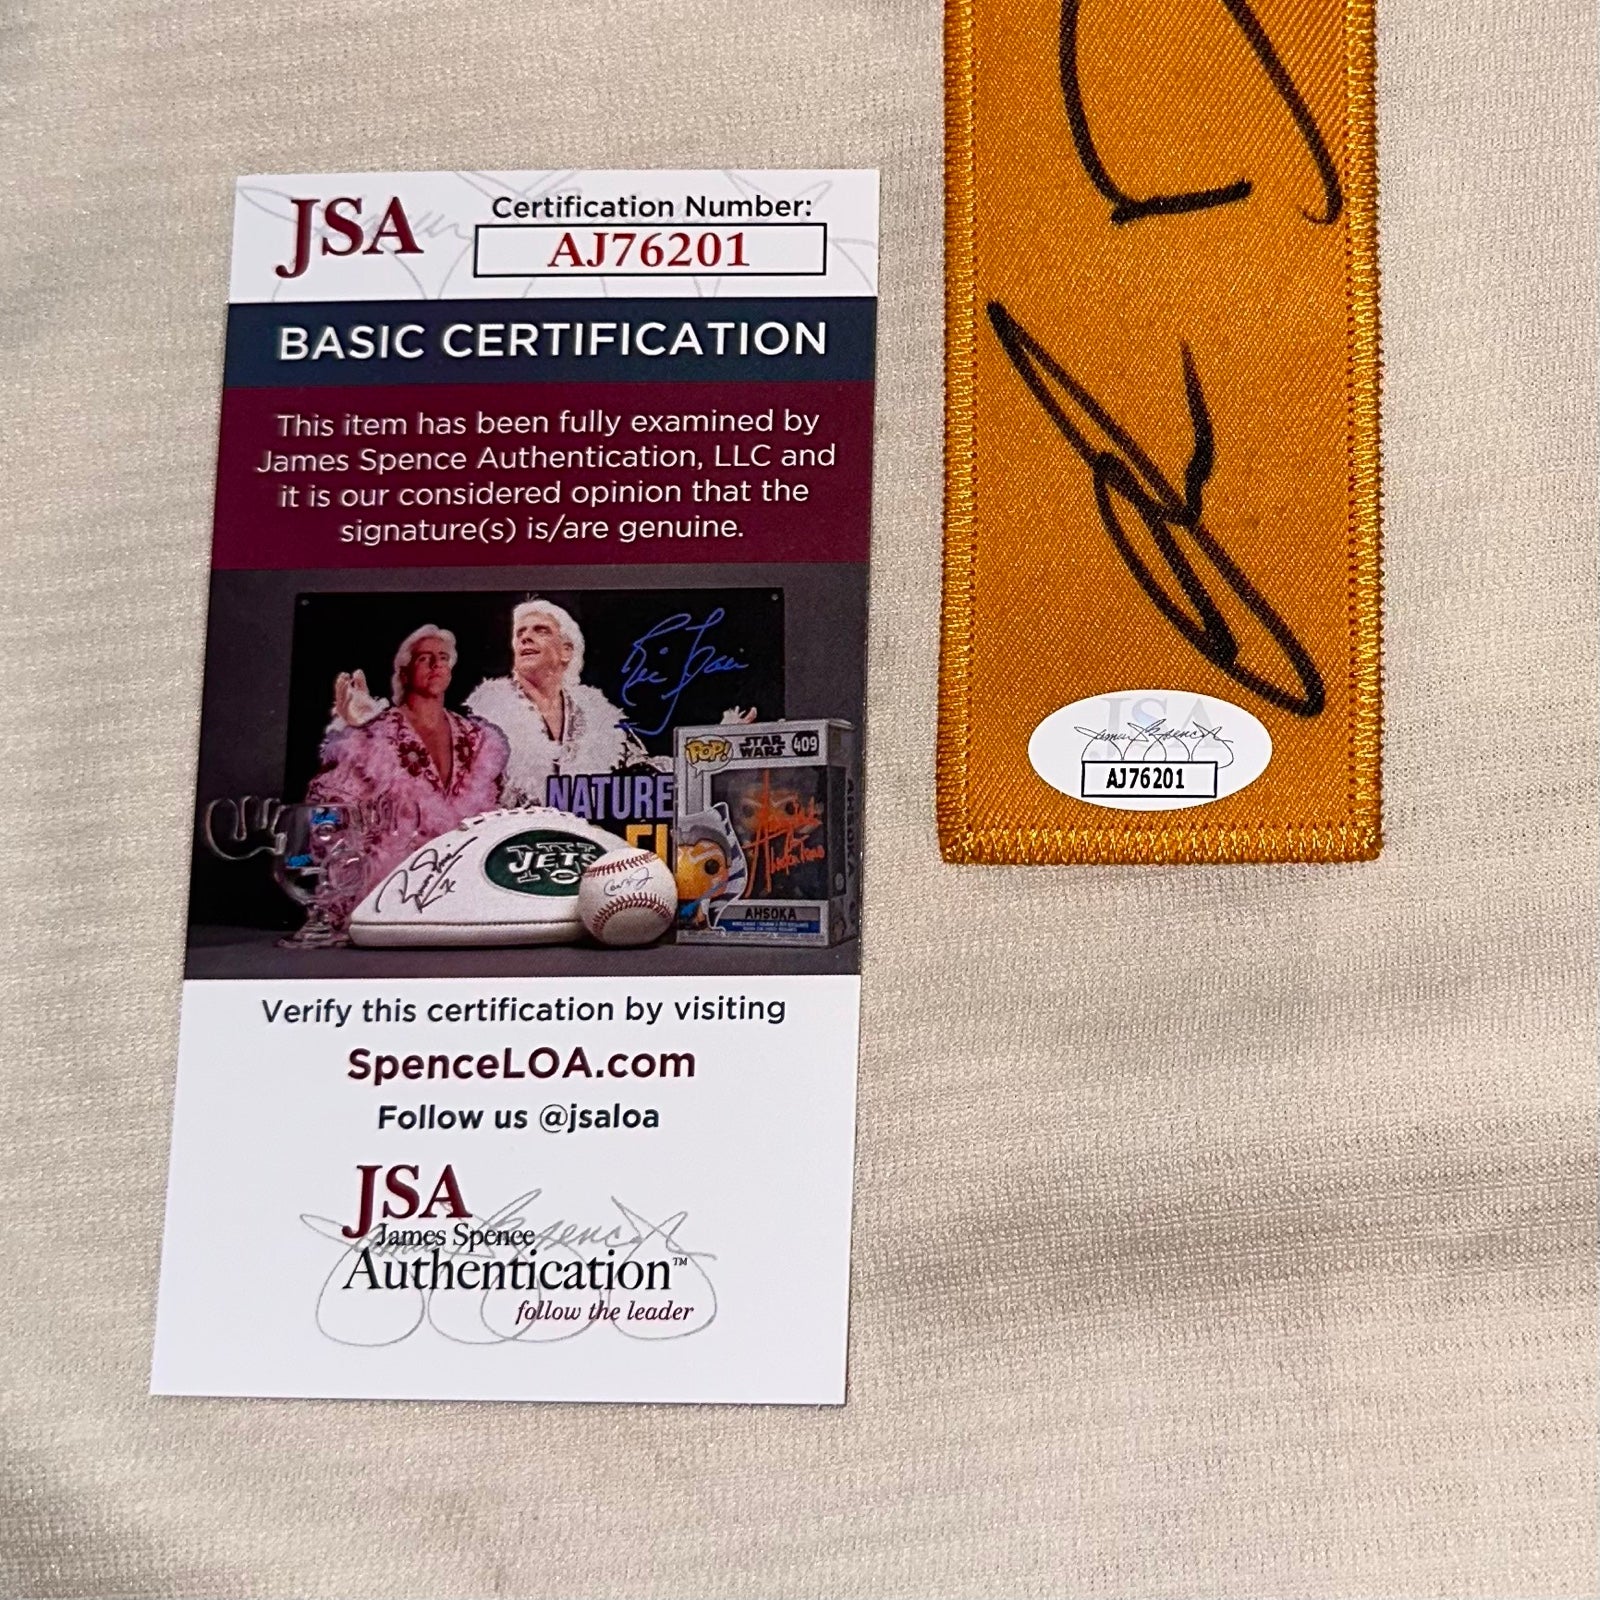 JSA
Certification Number:
AJ76201
BASIC CERTIFICATION
This item has been fully examined by
James Spence Authentication, LLC and
it is our considered opinion that the
signature(s) is/are genuine.
NATURE
JETS
POP!
STAR
WARS
409
AHSOKA
Verify this certification by visiting
SpenceLOA.com
Follow us @jsaloa
JSA
James Spence
Authentication™
follow the leader
JSA
AJ76201